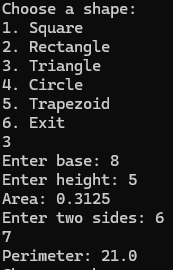 Choose a shape:
1. Square
2. Rectangle
3. Triangle
4. Circle
5. Trapezoid
6. Exit
3
Enter base: 8
Enter height: 5
Area: 0.3125
Enter two sides: 6
7
Perimeter: 21.0